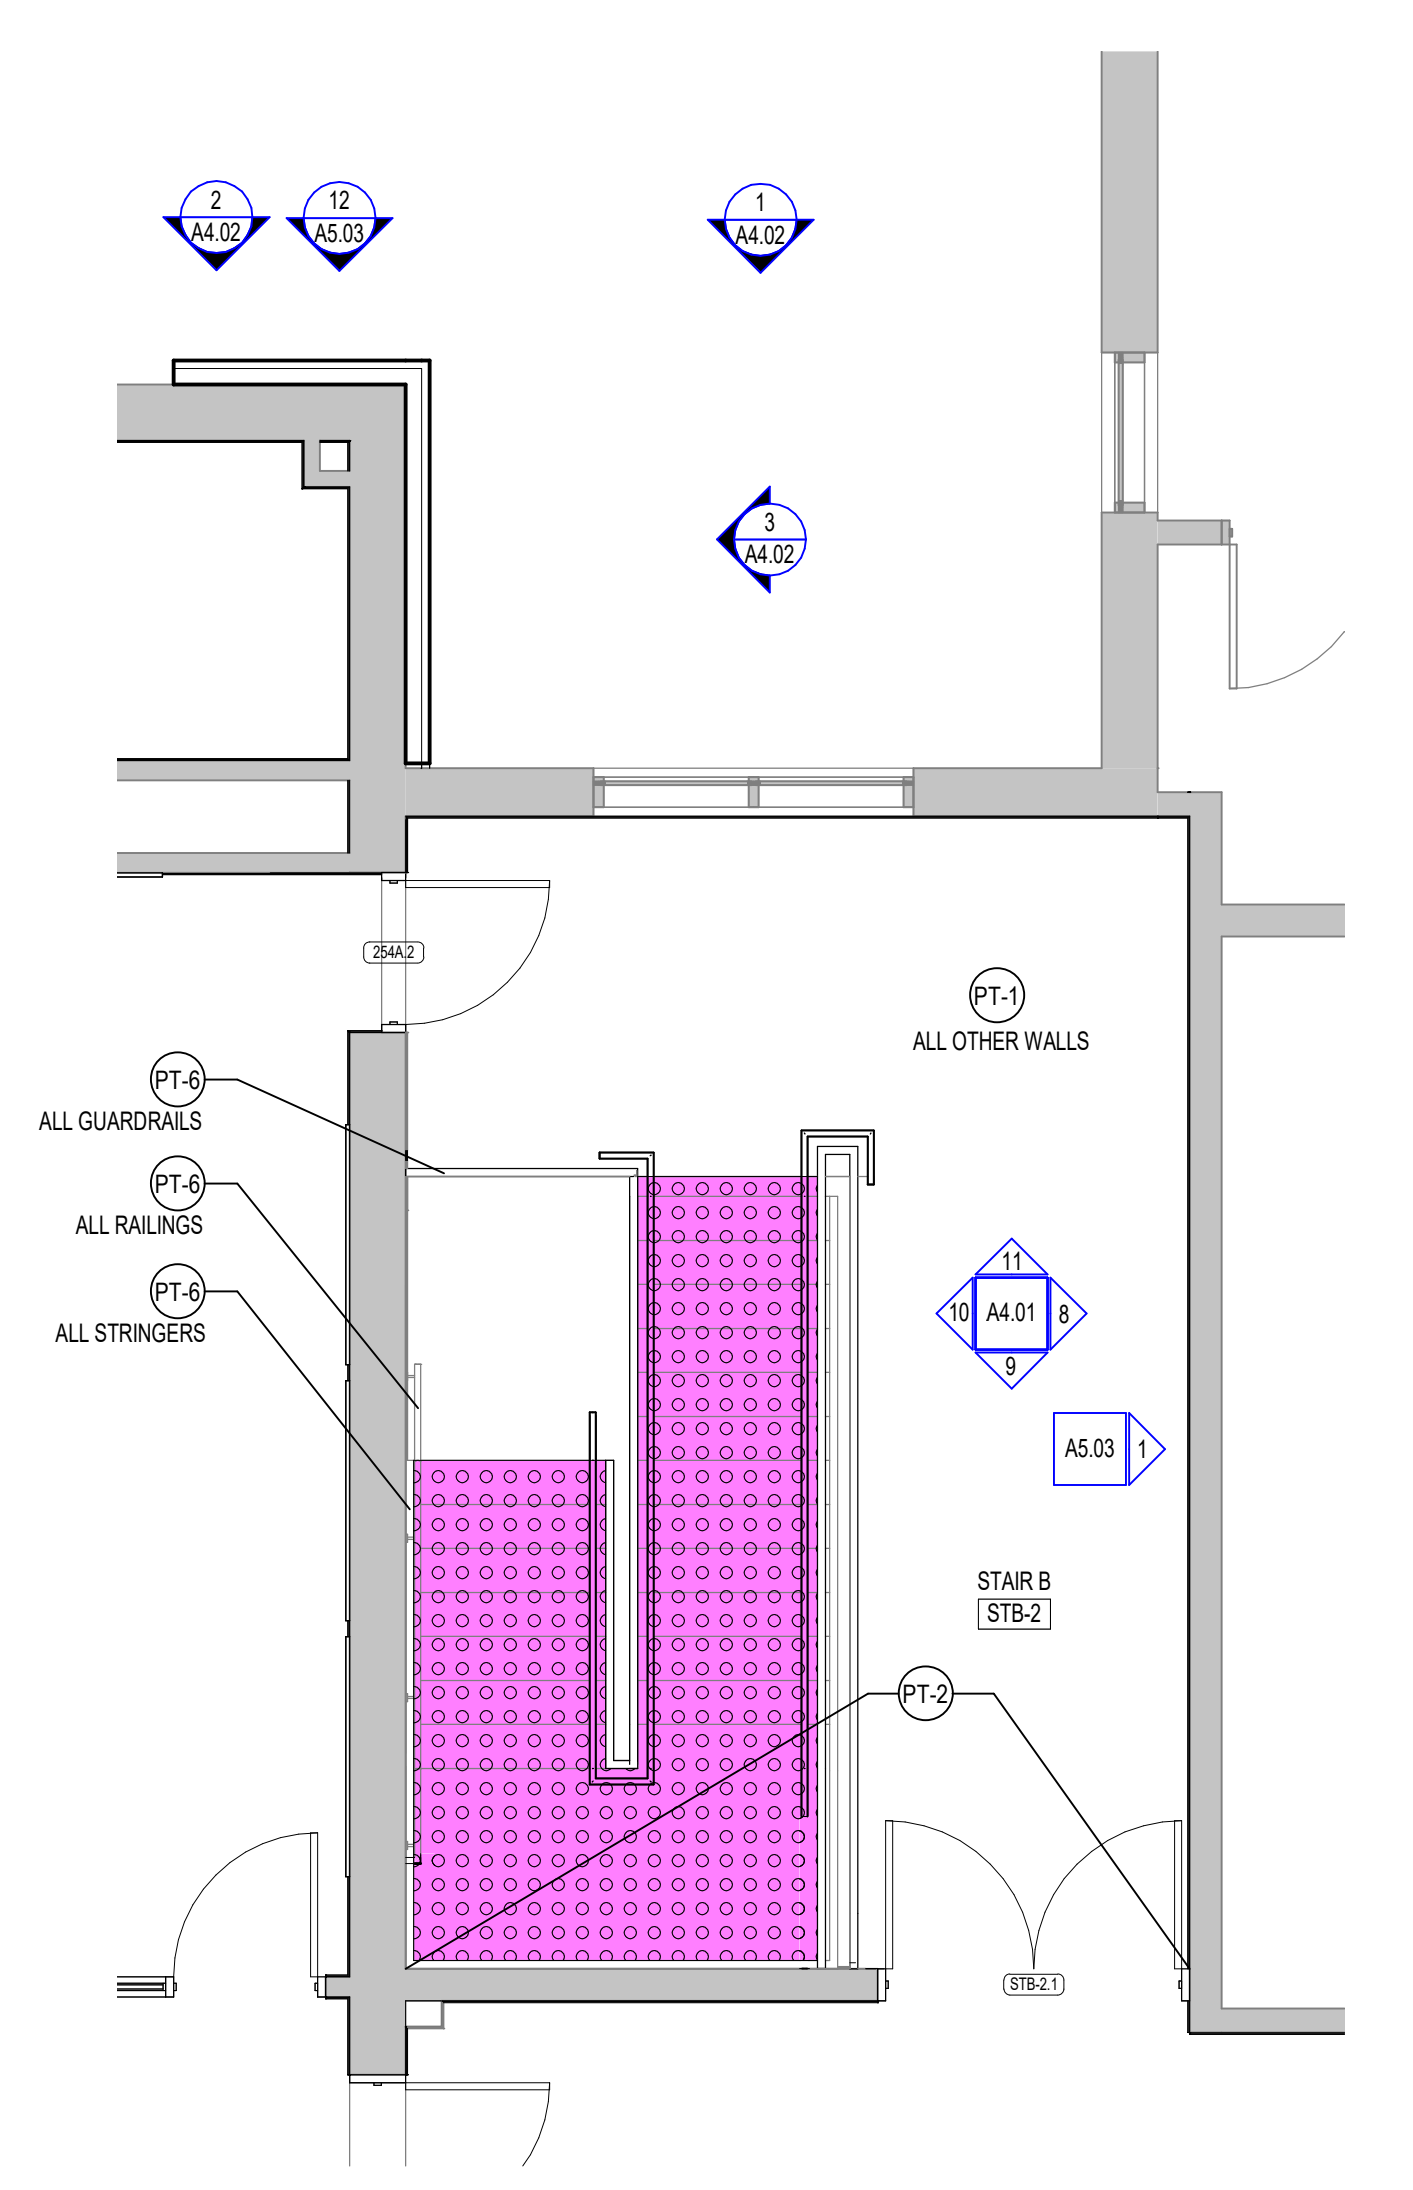 2
A4.02
12
A5.03
1
A4.02
3
A4.02
254A.2
PT-1
ALL OTHER WALLS
PT-6
ALL GUARDRAILS
PT-6
ALL RAILINGS
PT-6
ALL STRINGERS
11
10
A4.01
8
9
A5.03
1
STAIR B
STB-2
PT-2
STB-2.1